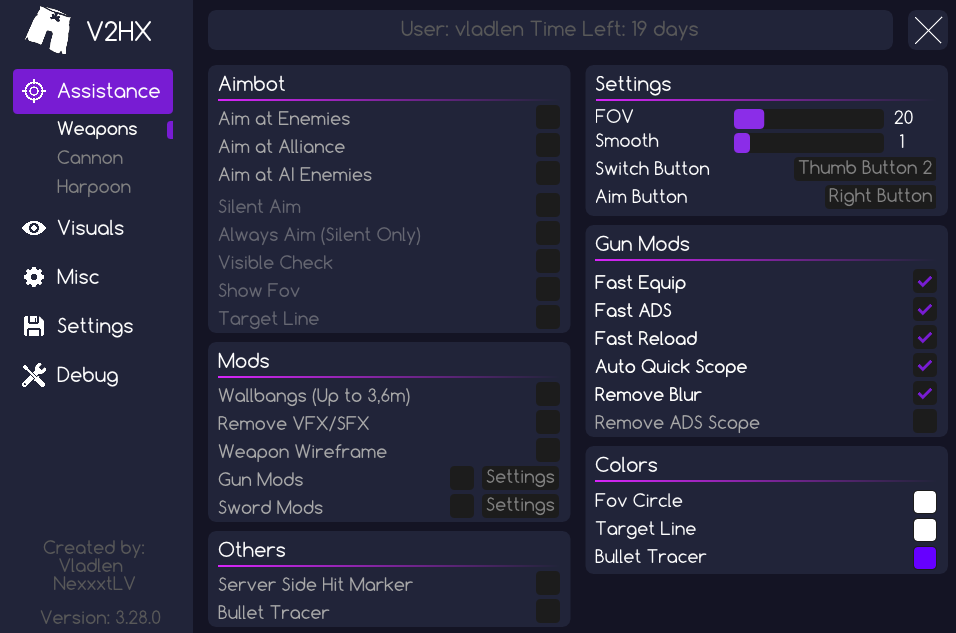 V2HX
User: vladlen Time Left: 19 days
Assistance
Weapons
Cannon
Harpoon
Visuals
Misc
Settings
Debug
Created by:
Vladlen
NexxxtLV
Version: 3.28.0
Aimbot
Aim at Enemies
Aim at Alliance
Aim at AI Enemies
Silent Aim
Always Aim (Silent Only)
Visible Check
Show Fov
Target Line
Mods
Wallbangs (Up to 3,6m)
Remove VFX/SFX
Weapon Wireframe
Gun Mods Settings
Sword Mods Settings
Others
Server Side Hit Marker
Bullet Tracer
Settings
FOV 20
Smooth 1
Switch Button Thumb Button 2
Aim Button Right Button
Gun Mods
Fast Equip
Fast ADS
Fast Reload
Auto Quick Scope
Remove Blur
Remove ADS Scope
Colors
Fov Circle
Target Line
Bullet Tracer